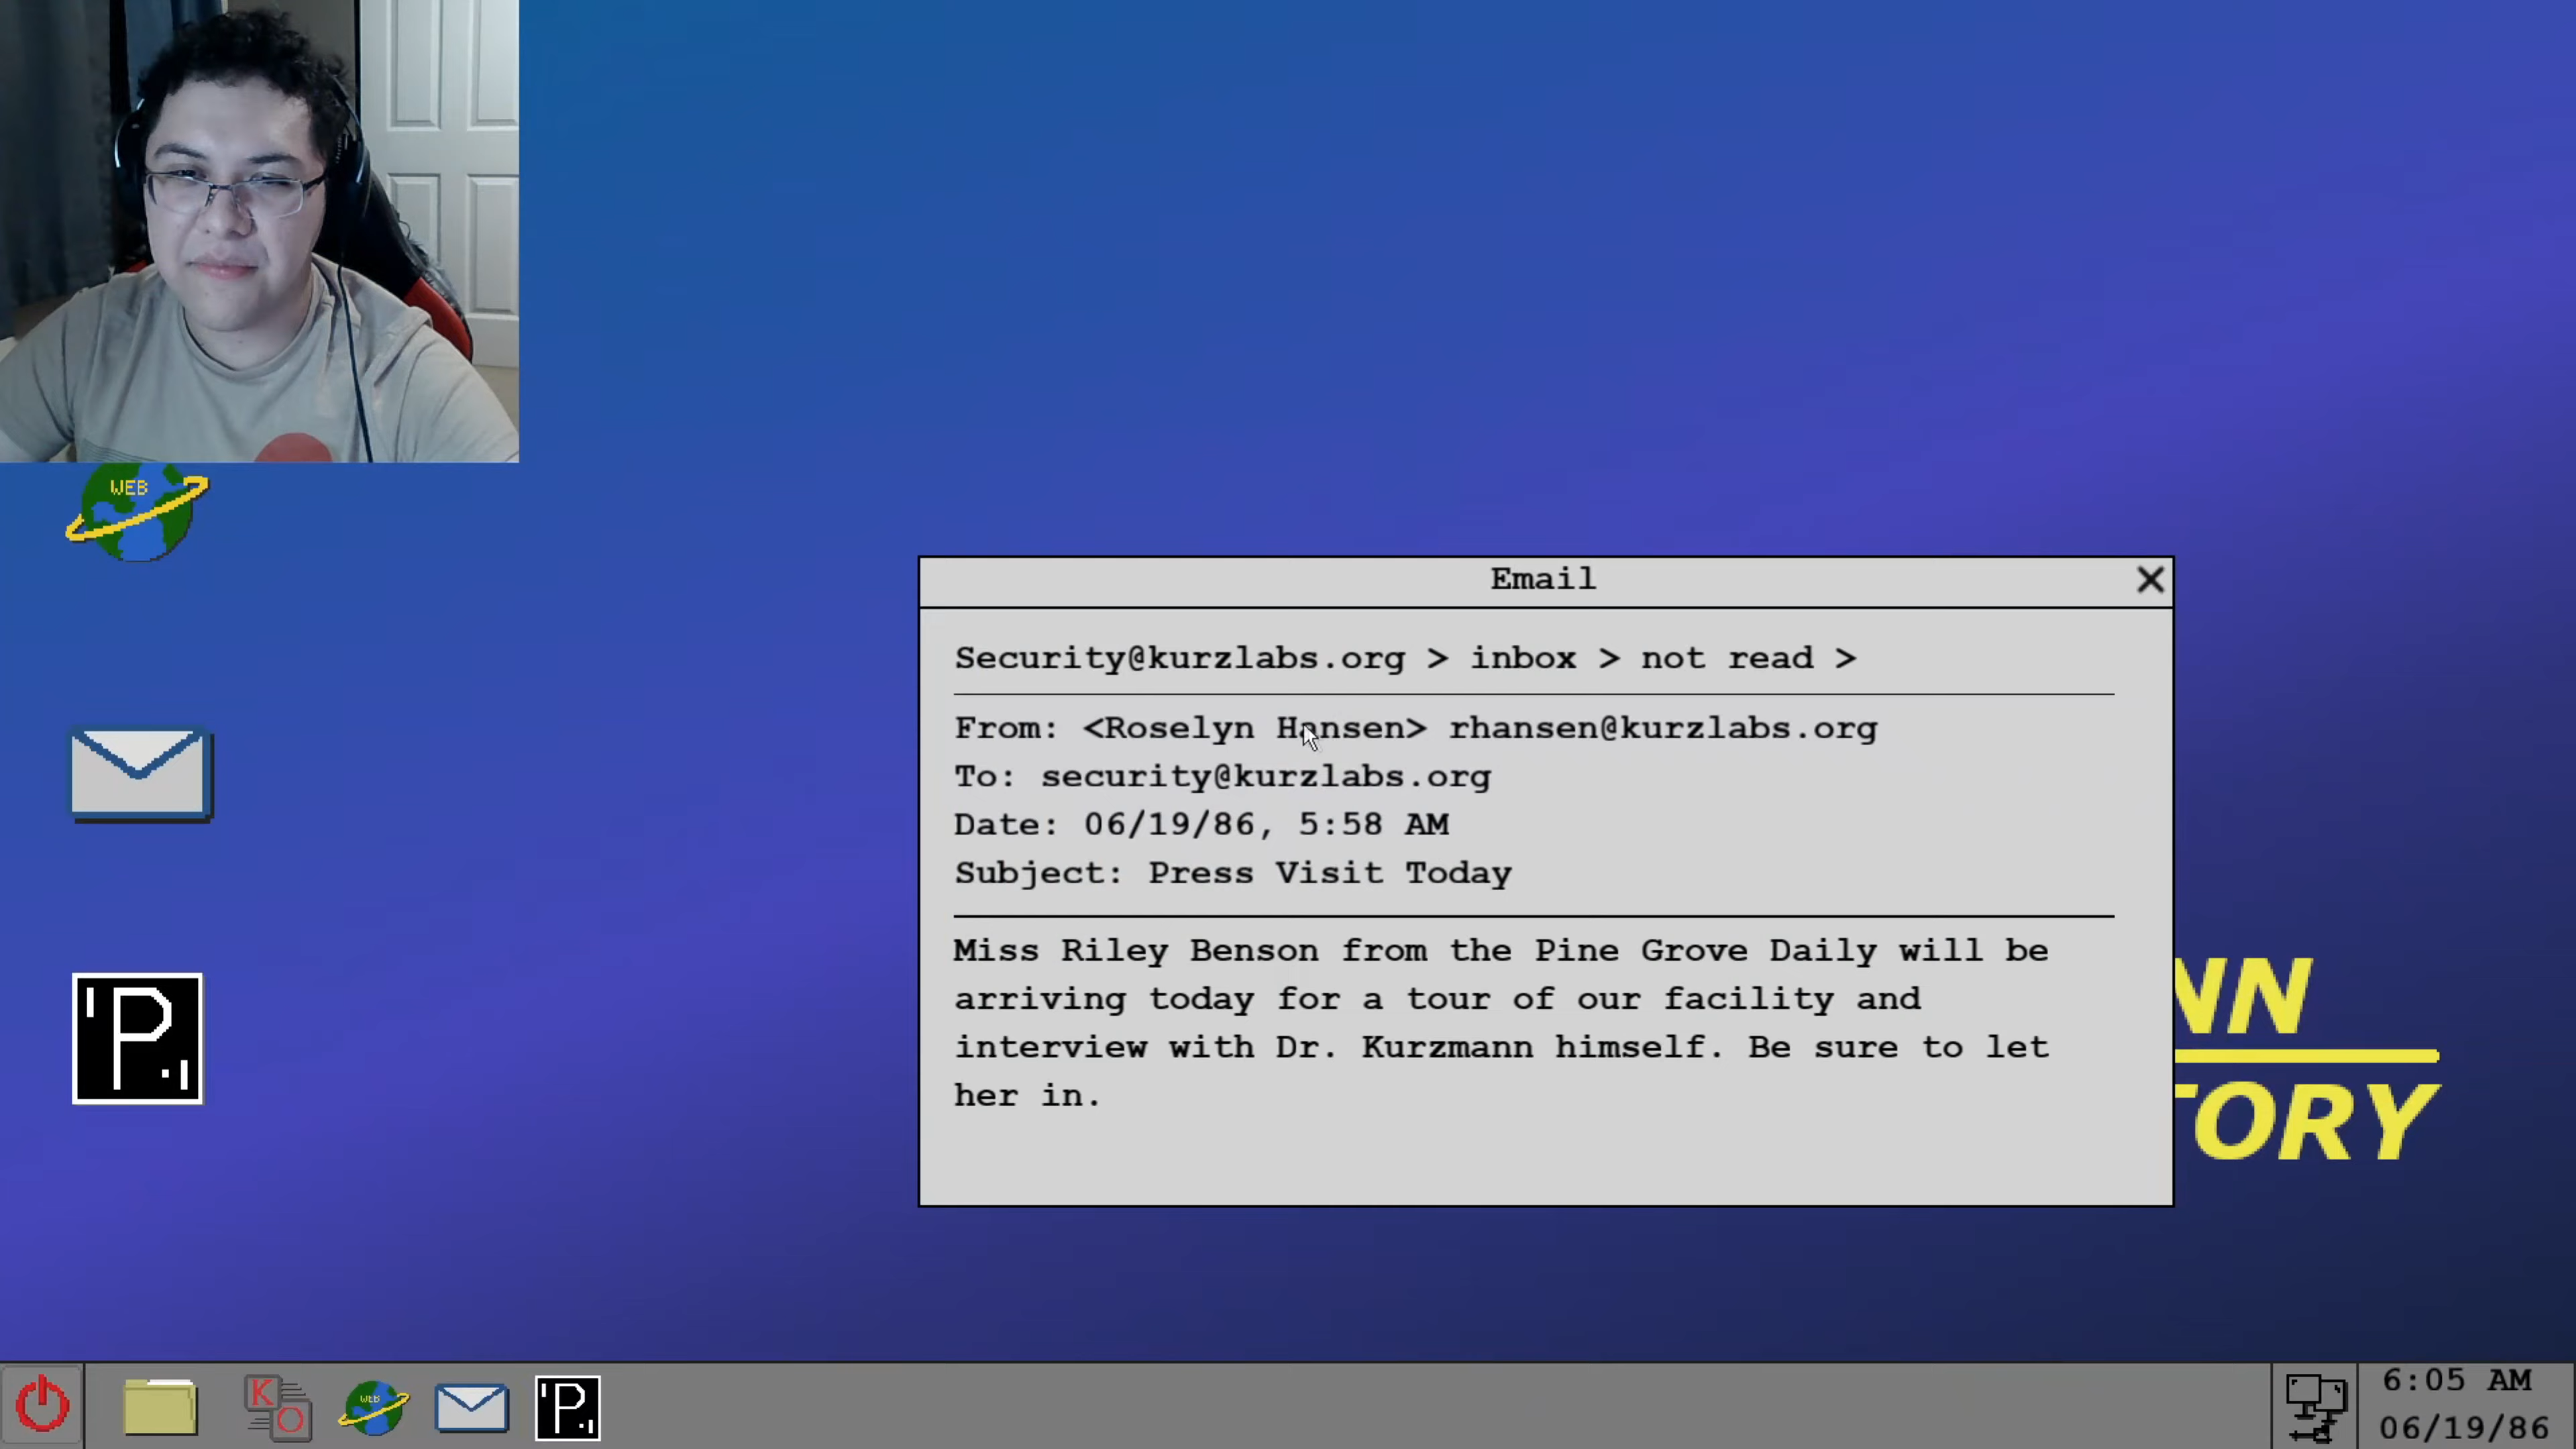 WEB
Email
Security@kurzlabs.org > inbox > not read >
From: <Roselyn Hansen> rhansen@kurzlabs.org
To: security@kurzlabs.org
Date: 06/19/86, 5:58 AM
Subject: Press Visit Today
Miss Riley Benson from the Pine Grove Daily will be
arriving today for a tour of our facility and
interview with Dr. Kurzmann himself. Be sure to let
her in.
'P.
NN
TORY
K
O
WEB
'P.
6:05 AM
06/19/86